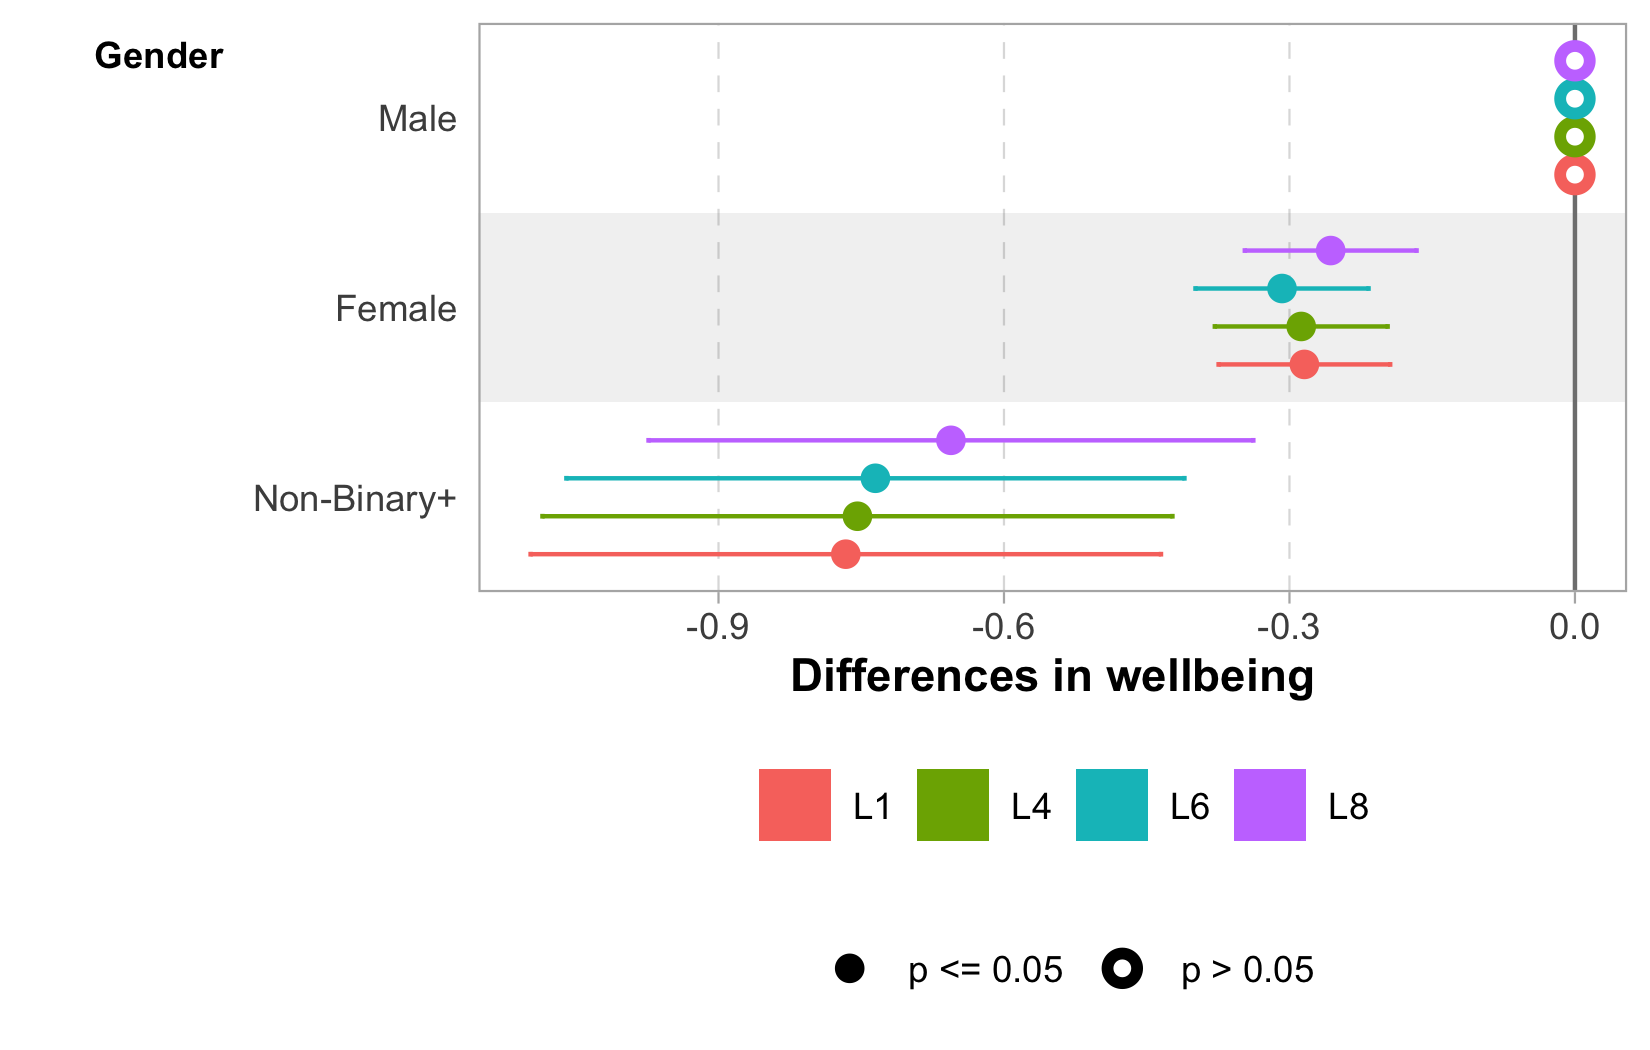 Gender
Male
Female
Non-Binary+
-0.9 -0.6 -0.3 0.0
Differences in wellbeing
L1 L4 L6 L8
p <= 0.05 p > 0.05